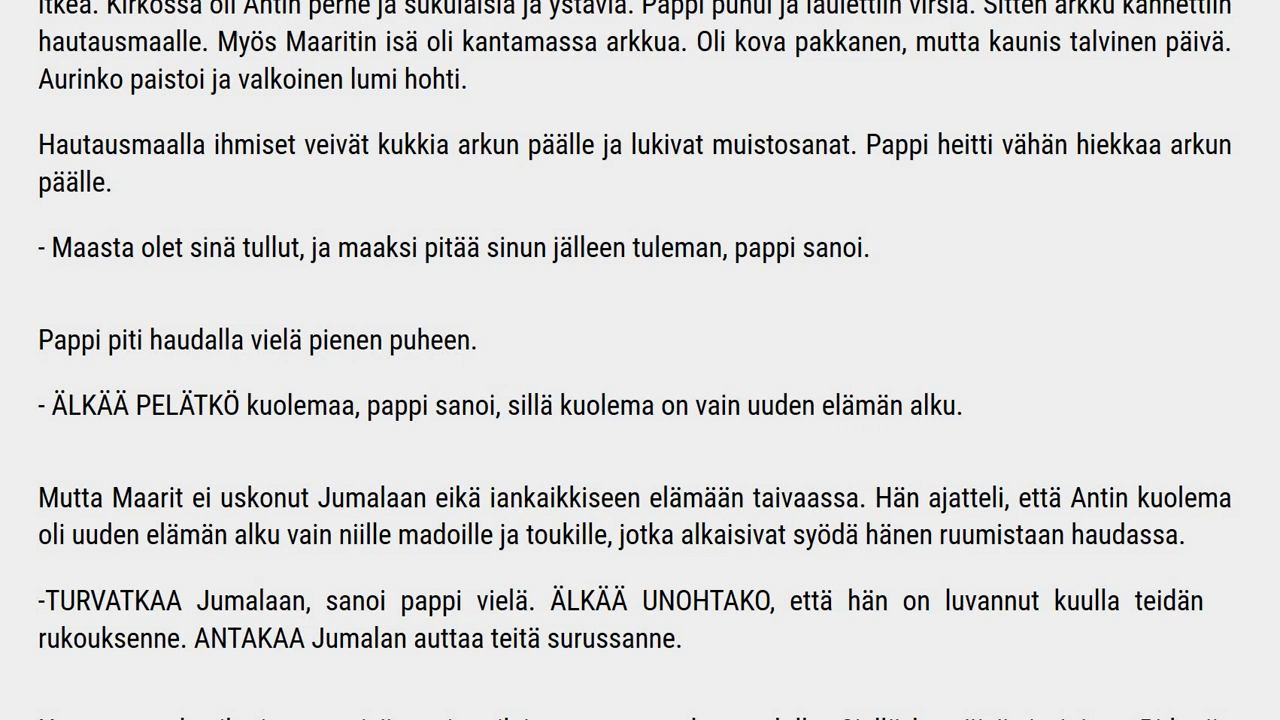 itkeä. Kirkossa oli Antin perhe ja sukulaisia ja ystäviä. Pappi puhui ja laulettiin virsiä. Sitten arkku kannettiin
hautausmaalle. Myös Maaritin isä oli kantamassa arkkua. Oli kova pakkanen, mutta kaunis talvinen päivä.
Aurinko paistoi ja valkoinen lumi hohti.
Hautausmaalla ihmiset veivät kukkia arkun päälle ja lukivat muistosanat. Pappi heitti vähän hiekkaa arkun
päälle.
- Maasta olet sinä tullut, ja maaksi pitää sinun jälleen tuleman, pappi sanoi.
Pappi piti haudalla vielä pienen puheen.
- ÄLKÄÄ PELÄTKÖ kuolemaa, pappi sanoi, sillä kuolema on vain uuden elämän alku.
Mutta Maarit ei uskonut Jumalaan eikä iankaikkiseen elämään taivaassa. Hän ajatteli, että Antin kuolema
oli uuden elämän alku vain niille madoille ja toukille, jotka alkaisivat syödä hänen ruumistaan haudassa.
-TURVATKAA Jumalaan, sanoi pappi vielä. ÄLKÄÄ UNOHTAKO, että hän on luvannut kuulla teidän
rukouksenne. ANTAKAA Jumalan auttaa teitä surussanne.